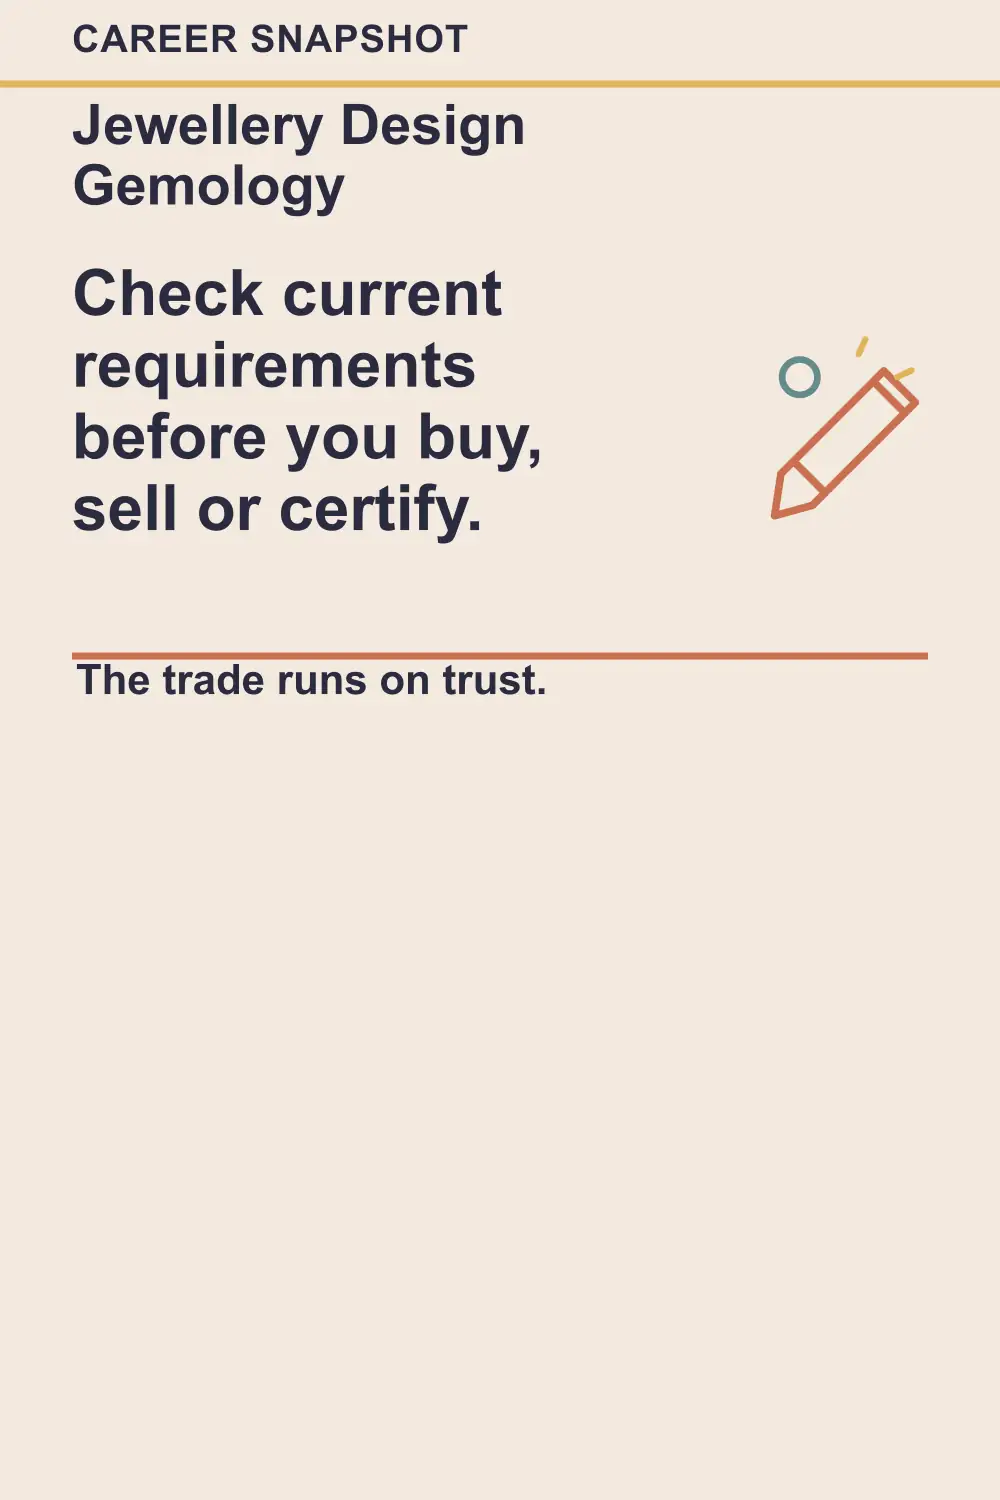 CAREER SNAPSHOT
Jewellery Design
Gemology
Check current
requirements
before you buy,
sell or certify.
The trade runs on trust.